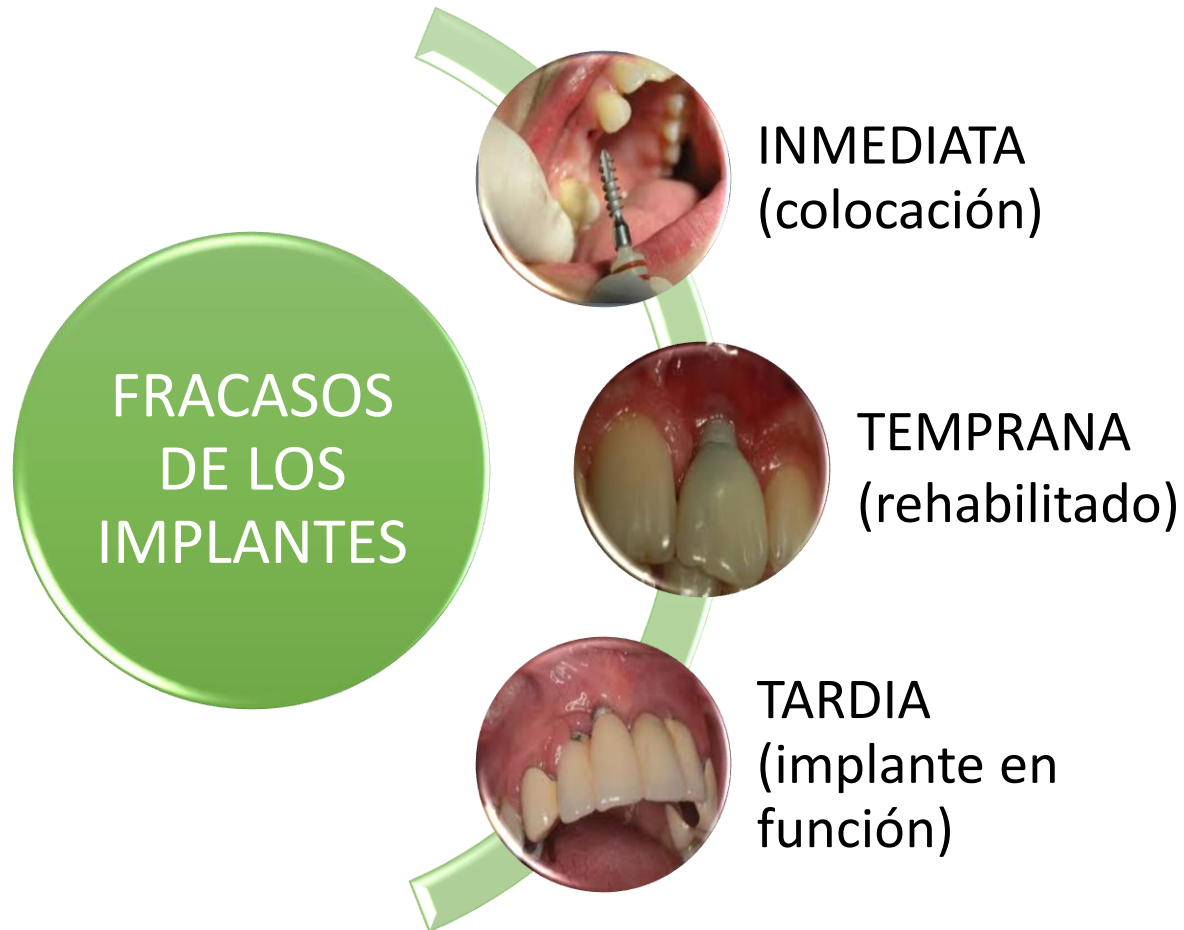 FRACASOS
DE LOS
IMPLANTES
INMEDIATA
(colocación)
TEMPRANA
(rehabilitado)
TARDIA
(implante en
función)